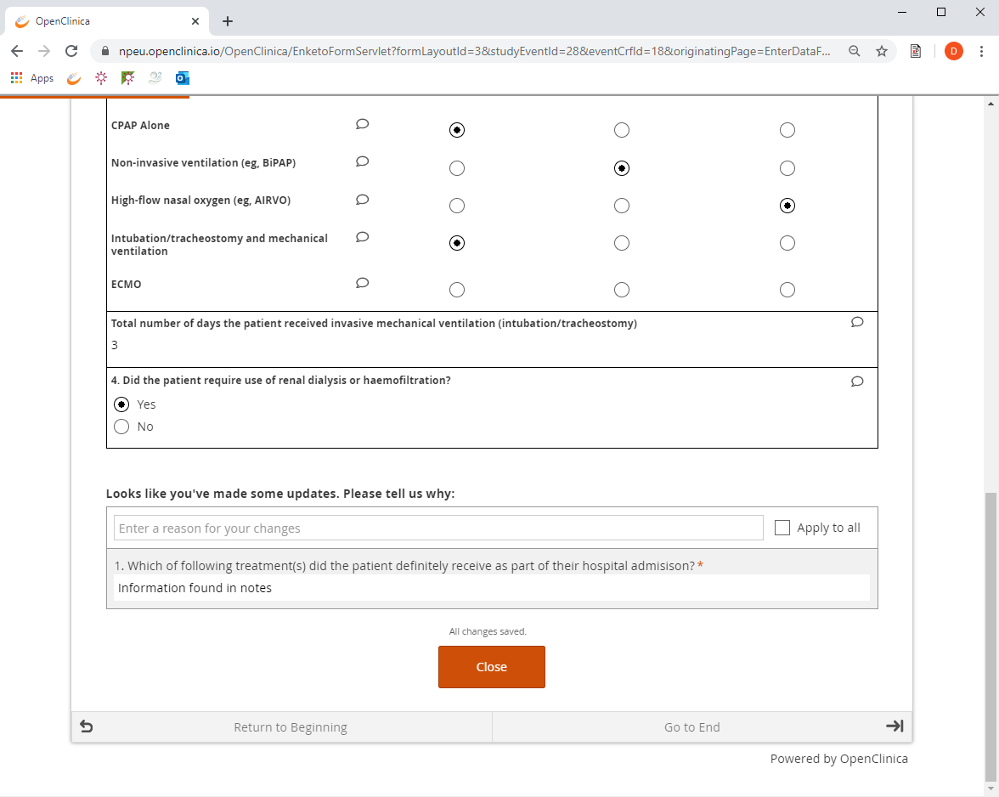 OpenClinica
npeu.openclinica.io/OpenClinica/EnketoFormServlet?formLayoutId=3&studyEventId=28&eventCrfId=18&originatingPage=EnterDataF...
D
Apps
CPAP Alone
Non-invasive ventilation (eg, BiPAP)
High-flow nasal oxygen (eg, AIRVO)
Intubation/tracheostomy and mechanical
ventilation
ECMO
Total number of days the patient received invasive mechanical ventilation (intubation/tracheostomy)
3
4. Did the patient require use of renal dialysis or haemofiltration?
Yes
No
Looks like you've made some updates. Please tell us why:
Enter a reason for your changes
Apply to all
1. Which of following treatment(s) did the patient definitely receive as part of their hospital admisison?*
Information found in notes
All changes saved.
Close
Return to Beginning
Go to End
Powered by OpenClinica